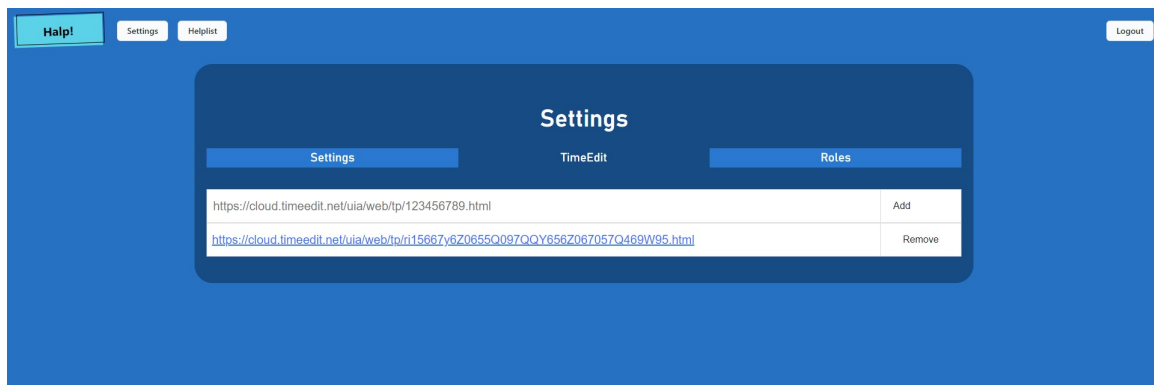 Halp! Settings Helplist Logout
Settings
Settings TimeEdit Roles
https://cloud.timeedit.net/uia/web/tp/123456789.html Add
https://cloud.timeedit.net/uia/web/tp/ri15667y6Z0655Q097QQY656Z067057Q469W95.html Remove